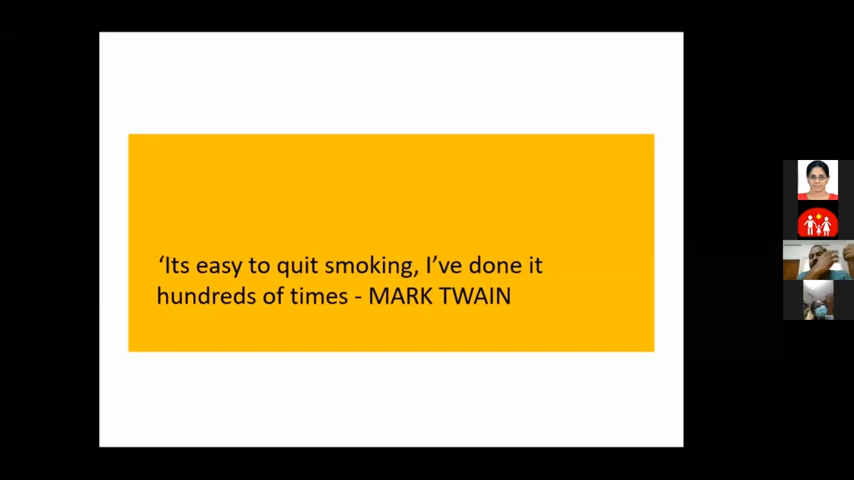 ‘Its easy to quit smoking, I’ve done it
hundreds of times - MARK TWAIN